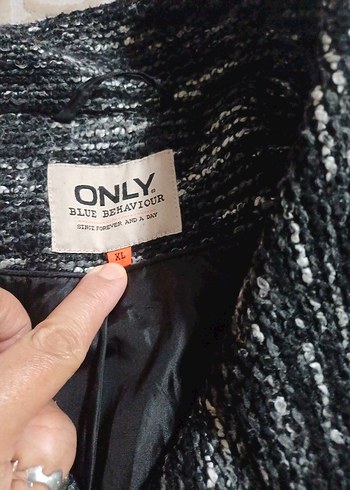 ONLY.
BLUE BEHAVIOUR
SINCE FOREVER AND A DAY
XL